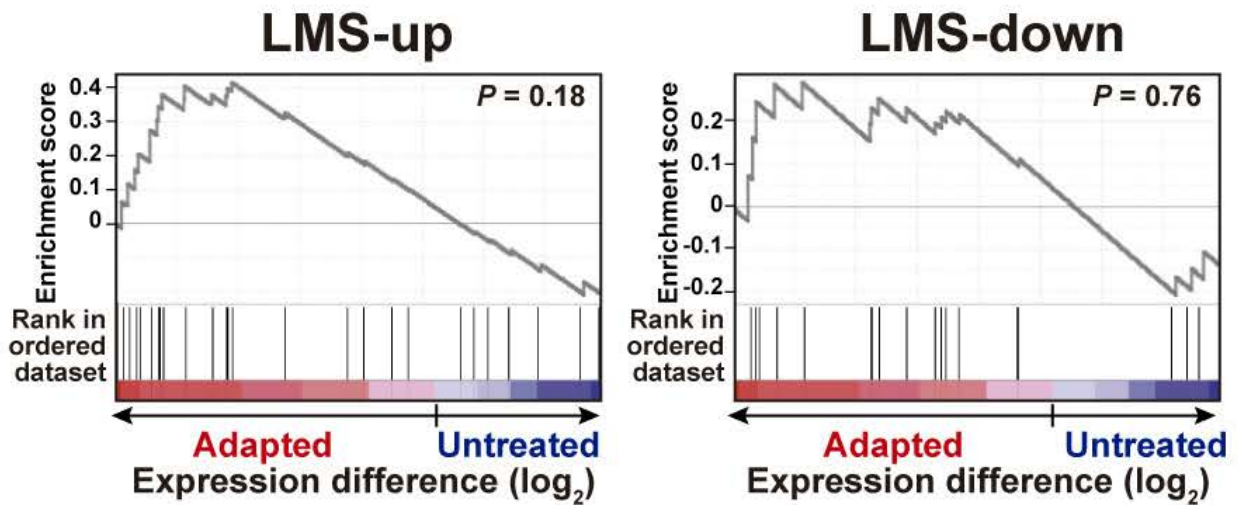 LMS-up
Enrichment score
0.4
0.3
0.2
0.1
0
P = 0.18
Rank in
ordered
dataset
Adapted Untreated
Expression difference (log2)
LMS-down
Enrichment score
0.2
0.1
0
-0.1
-0.2
P = 0.76
Rank in
ordered
dataset
Adapted Untreated
Expression difference (log2)